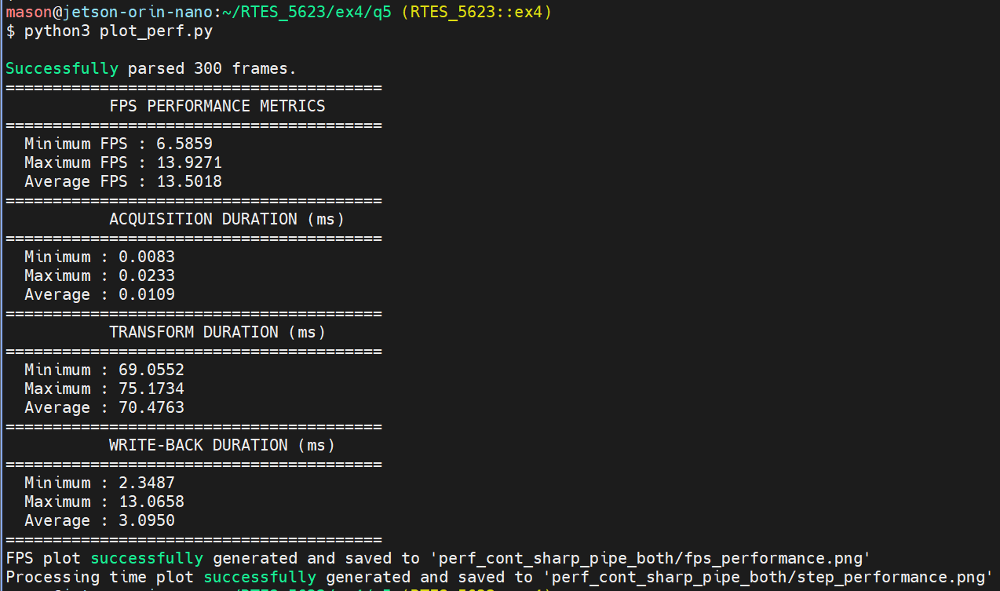 mason@jetson-orin-nano:~/RTES_5623/ex4/q5 (RTES_5623::ex4)
$ python3 plot_perf.py
Successfully parsed 300 frames.
========================================
FPS PERFORMANCE METRICS
========================================
Minimum FPS : 6.5859
Maximum FPS : 13.9271
Average FPS : 13.5018
========================================
ACQUISITION DURATION (ms)
========================================
Minimum : 0.0083
Maximum : 0.0233
Average : 0.0109
========================================
TRANSFORM DURATION (ms)
========================================
Minimum : 69.0552
Maximum : 75.1734
Average : 70.4763
========================================
WRITE-BACK DURATION (ms)
========================================
Minimum : 2.3487
Maximum : 13.0658
Average : 3.0950
========================================
FPS plot successfully generated and saved to 'perf_cont_sharp_pipe_both/fps_performance.png'
Processing time plot successfully generated and saved to 'perf_cont_sharp_pipe_both/step_performance.png'